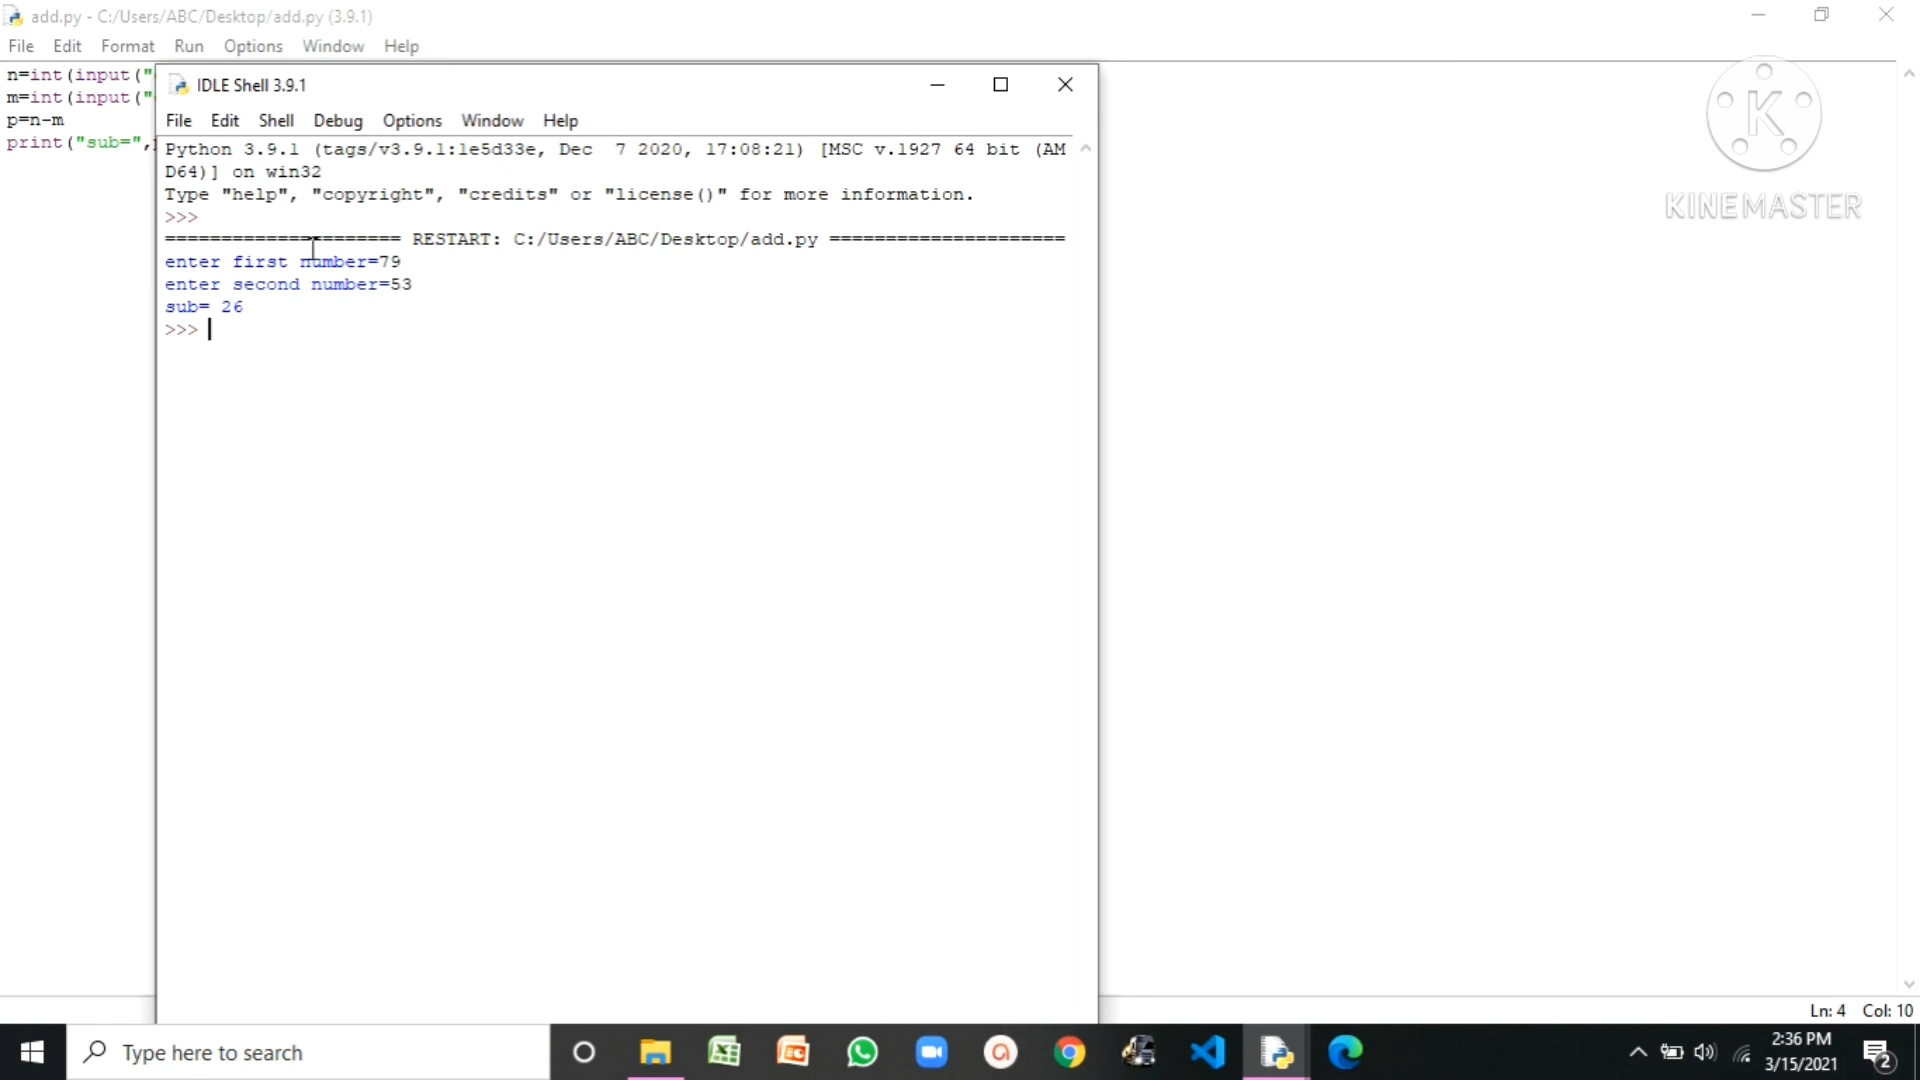 add.py - C:/Users/ABC/Desktop/add.py (3.9.1)
File Edit Format Run Options Window Help
n=int(input("
m=int(input("
p=n-m
print("sub=",
IDLE Shell 3.9.1
File Edit Shell Debug Options Window Help
Python 3.9.1 (tags/v3.9.1:1e5d33e, Dec  7 2020, 17:08:21) [MSC v.1927 64 bit (AM
D64)] on win32
Type "help", "copyright", "credits" or "license()" for more information.
>>>
===================== RESTART: C:/Users/ABC/Desktop/add.py =====================
enter first number=79
enter second number=53
sub= 26
>>>
K
KINEMASTER
Ln: 4 Col: 10
Type here to search
2:36 PM
3/15/2021
2